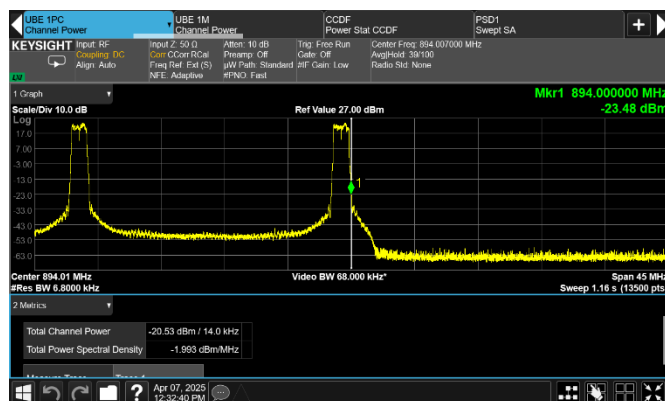 UBE 1PC
Channel Power
UBE 1M
Channel Power
CCDF
Power Stat CCDF
PSD1
Swept SA
+
KEYSIGHT
Input: RF
Coupling: DC
Align: Auto
Input Z: 50 Ω
Corr CCorr RCal
Freq Ref: Ext (S)
NFE: Adaptive
Atten: 10 dB
Preamp: Off
µW Path: Standard
#PNO: Fast
Trig: Free Run
Gate: Off
#IF Gain: Low
Center Freq: 894.007000 MHz
Avg|Hold: 39/100
Radio Std: None
1 Graph
Mkr1 894.000000 MHz
-23.48 dBm
Scale/Div 10.0 dB
Ref Value 27.00 dBm
Log
17.0
7.00
-3.00
-13.0
-23.0
-33.0
-43.0
-53.0
-63.0
1
Center 894.01 MHz
Video BW 68.000 kHz*
Span 45 MHz
#Res BW 6.8000 kHz
Sweep 1.16 s (13500 pts)
2 Metrics
Total Channel Power
-20.53 dBm / 14.0 kHz
Total Power Spectral Density
-1.993 dBm/MHz
?
Apr 07, 2025
12:32:40 PM